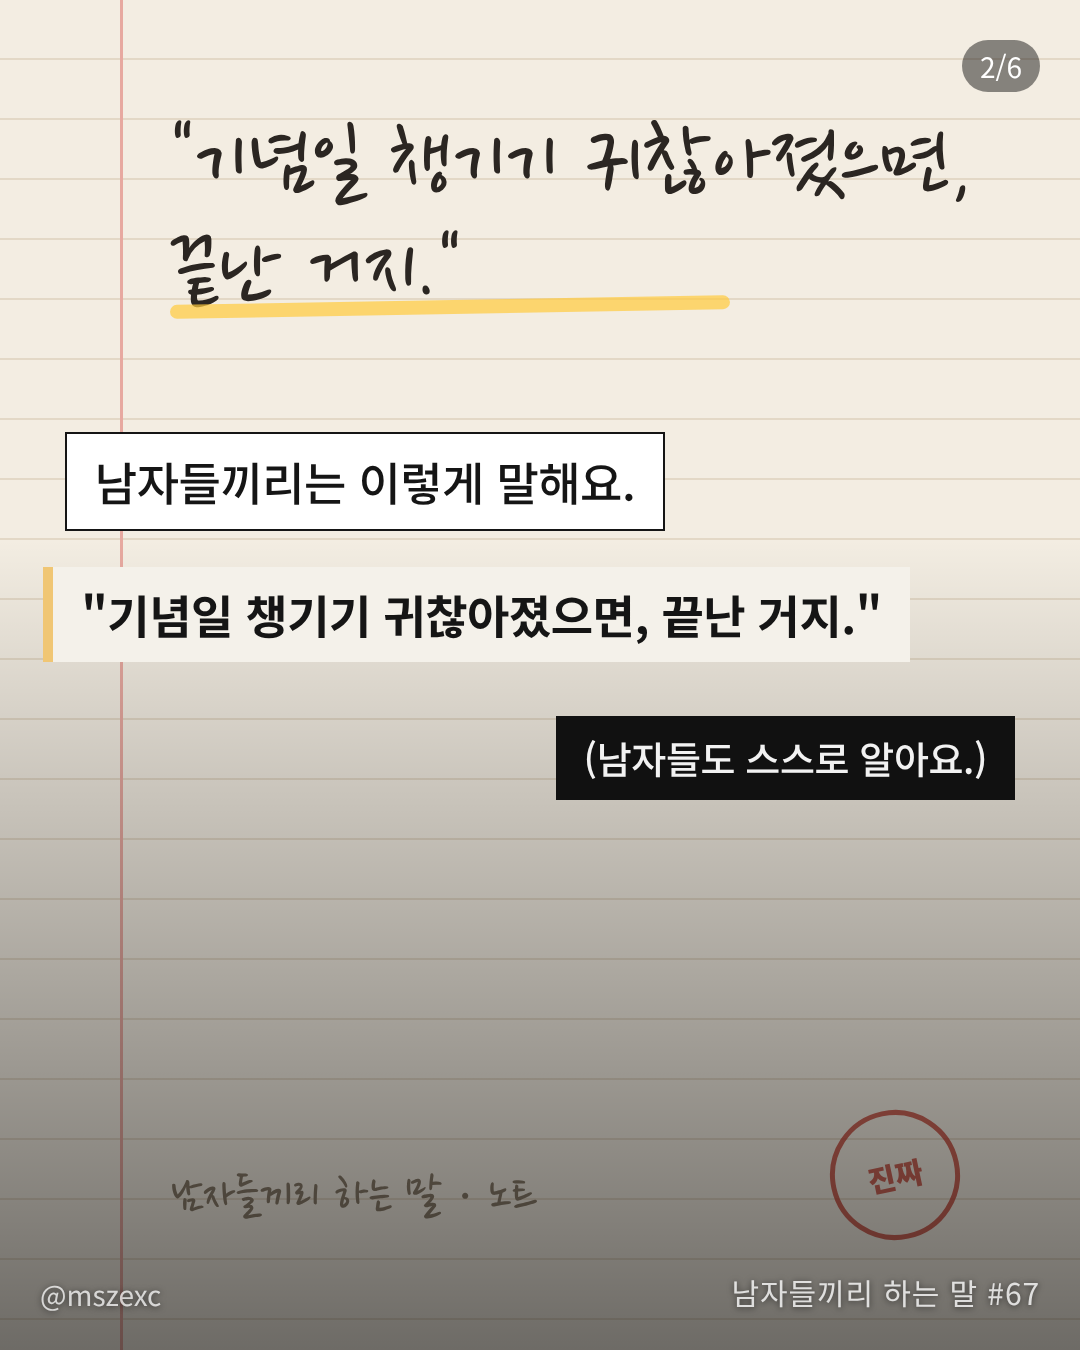 2/6
"기념일 챙기기 귀찮아졌으면,
끝난 거지."
남자들끼리는 이렇게 말해요.
"기념일 챙기기 귀찮아졌으면, 끝난 거지."
(남자들도 스스로 알아요.)
진짜
남자들끼리 하는 말 · 노트
@mszexc
남자들끼리 하는 말 #67